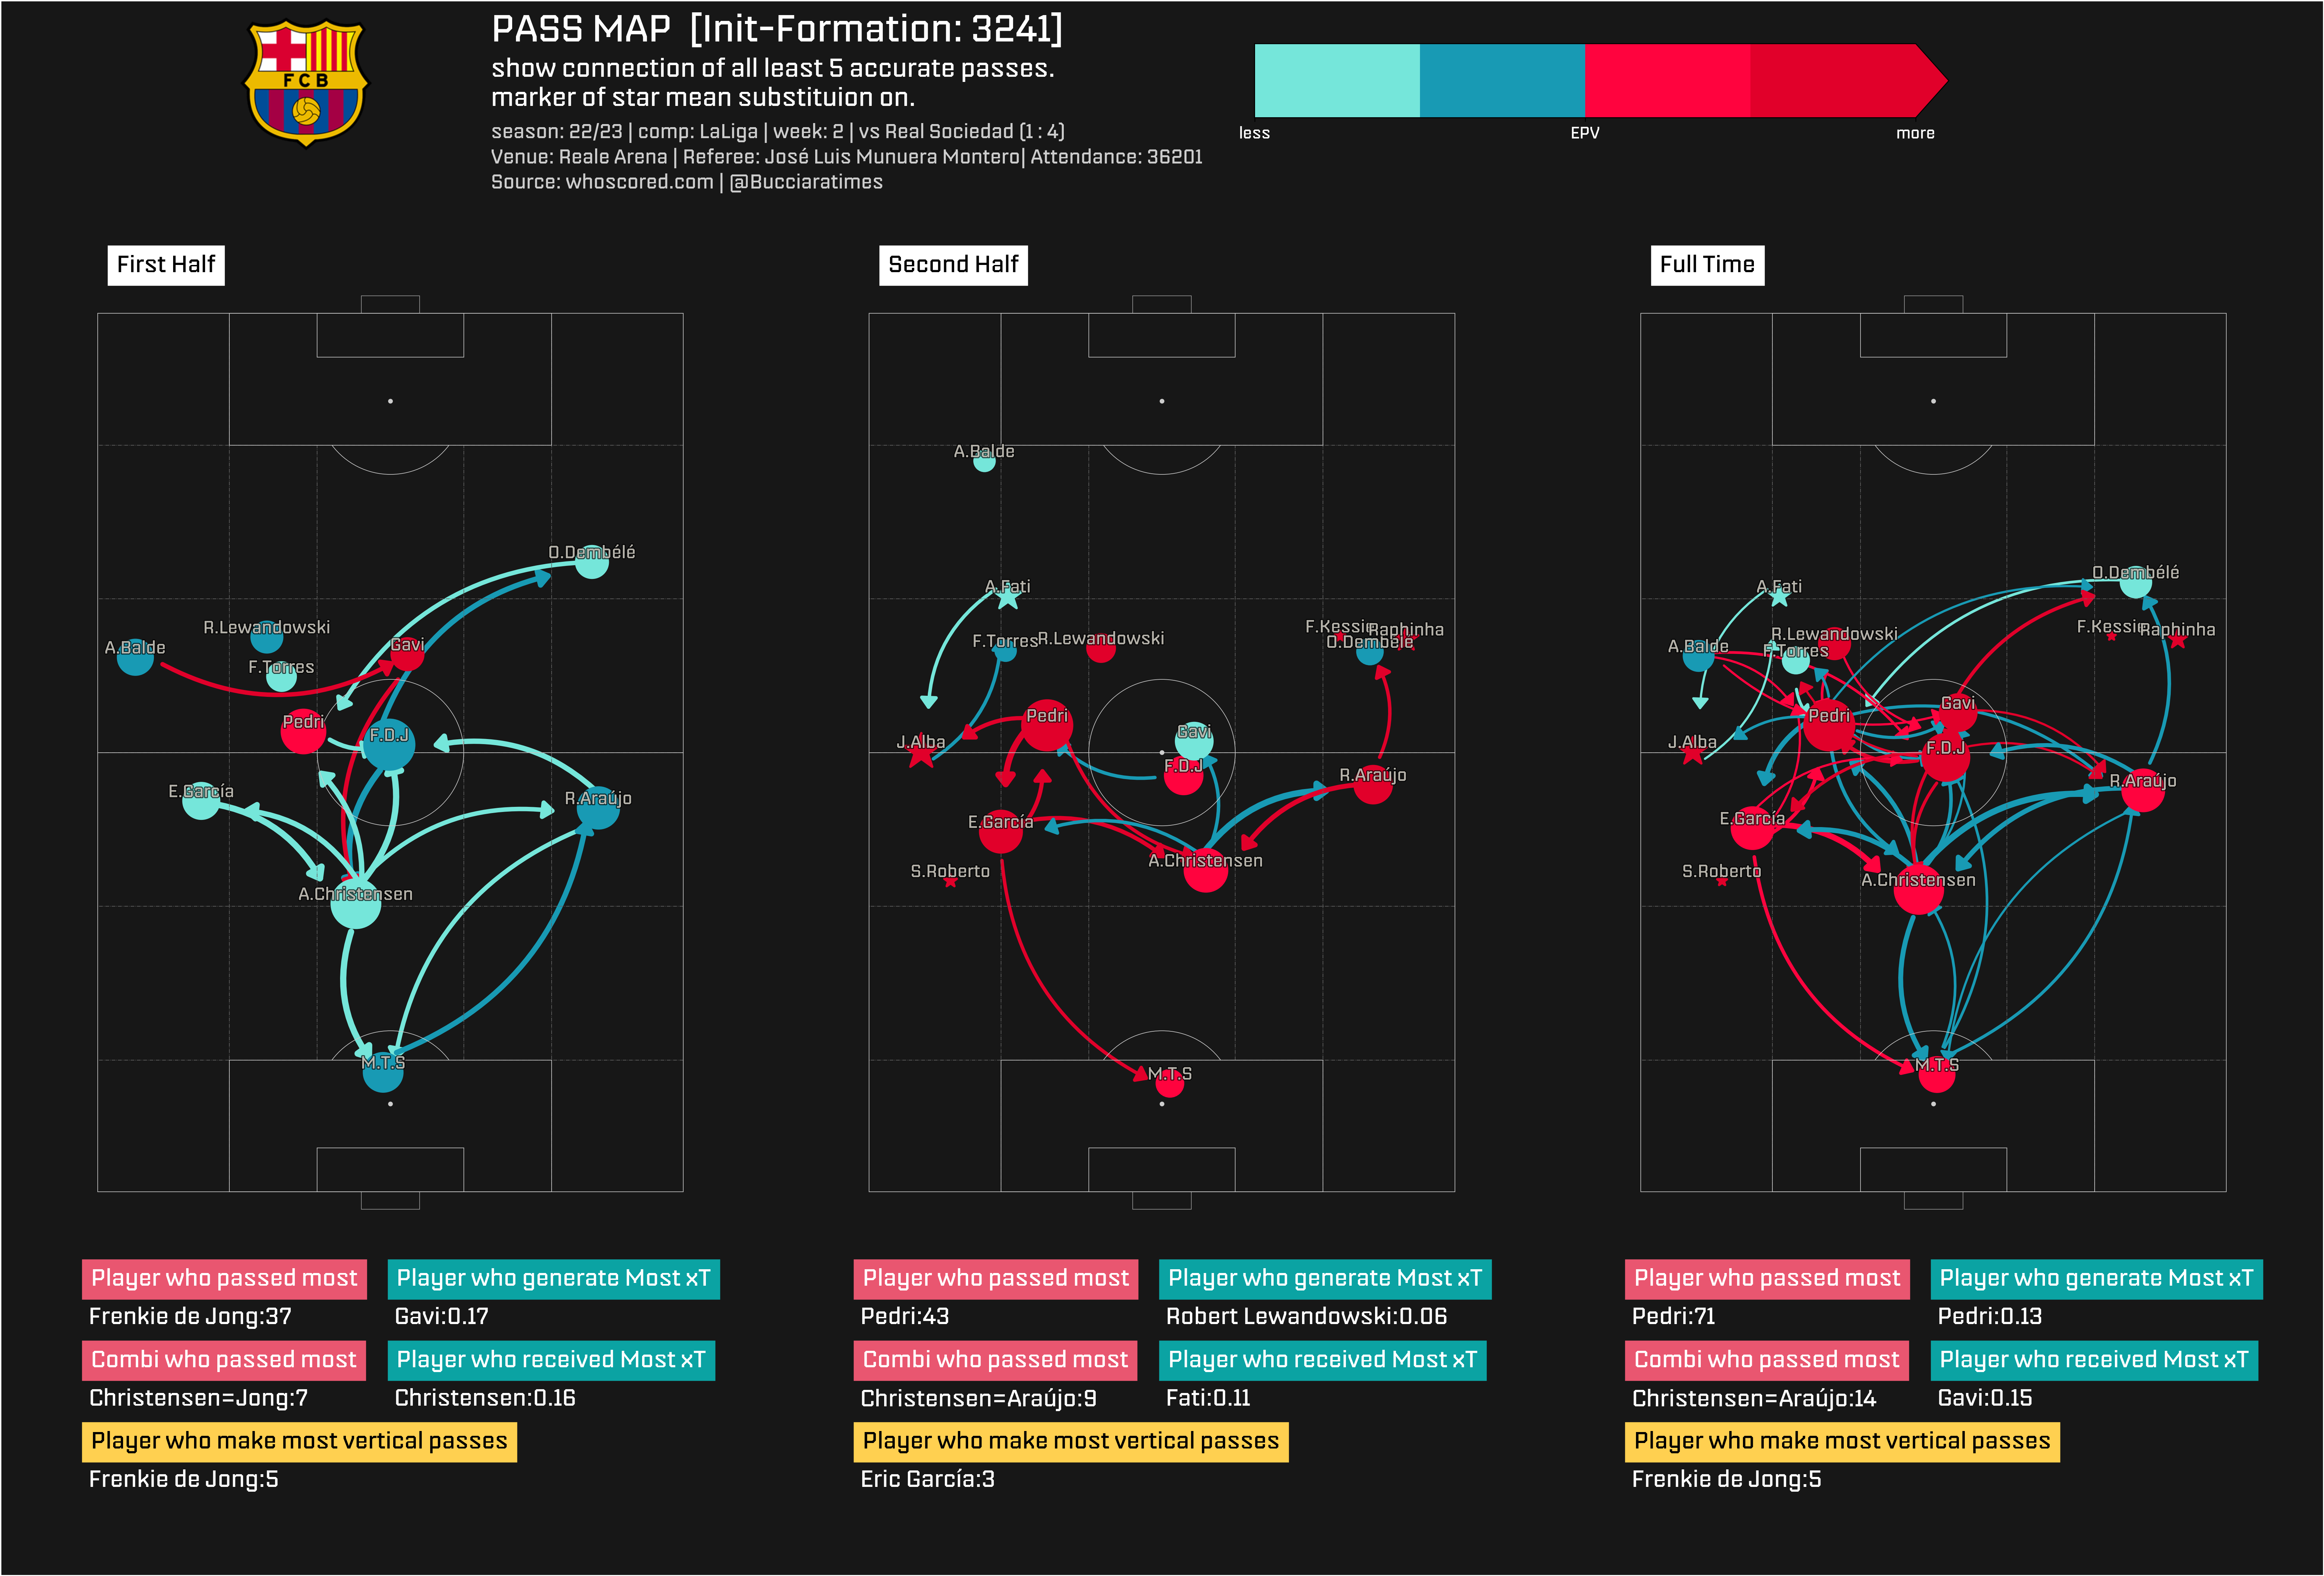 FCB
PASS MAP [Init-Formation: 3241]
show connection of all least 5 accurate passes.
marker of star mean substituion on.
season: 22/23 | comp: LaLiga | week: 2 | vs Real Sociedad (1 : 4)
Venue: Reale Arena | Referee: José Luis Munuera Montero| Attendance: 36201
Source: whoscored.com | @Bucciaratimes
less EPV more
First Half
O.Dembélé
R.Lewandowski
A.Balde
Gavi
F.Torres
Pedri
F.D.J
E.García
R.Araújo
A.Christensen
M.T.S
Player who passed most
Frenkie de Jong:37
Player who generate Most xT
Gavi:0.17
Combi who passed most
Christensen=Jong:7
Player who received Most xT
Christensen:0.16
Player who make most vertical passes
Frenkie de Jong:5
Second Half
A.Balde
A.Fati
F.Torres
R.Lewandowski
F.Kessie
Raphinha
O.Dembélé
Pedri
Gavi
J.Alba
F.D.J
R.Araújo
E.García
A.Christensen
S.Roberto
M.T.S
Player who passed most
Pedri:43
Player who generate Most xT
Robert Lewandowski:0.06
Combi who passed most
Christensen=Araújo:9
Player who received Most xT
Fati:0.11
Player who make most vertical passes
Eric García:3
Full Time
O.Dembélé
A.Fati
F.Kessie
Raphinha
R.Lewandowski
A.Balde
F.Torres
Gavi
Pedri
J.Alba
F.D.J
R.Araújo
E.García
S.Roberto
A.Christensen
M.T.S
Player who passed most
Pedri:71
Player who generate Most xT
Pedri:0.13
Combi who passed most
Christensen=Araújo:14
Player who received Most xT
Gavi:0.15
Player who make most vertical passes
Frenkie de Jong:5